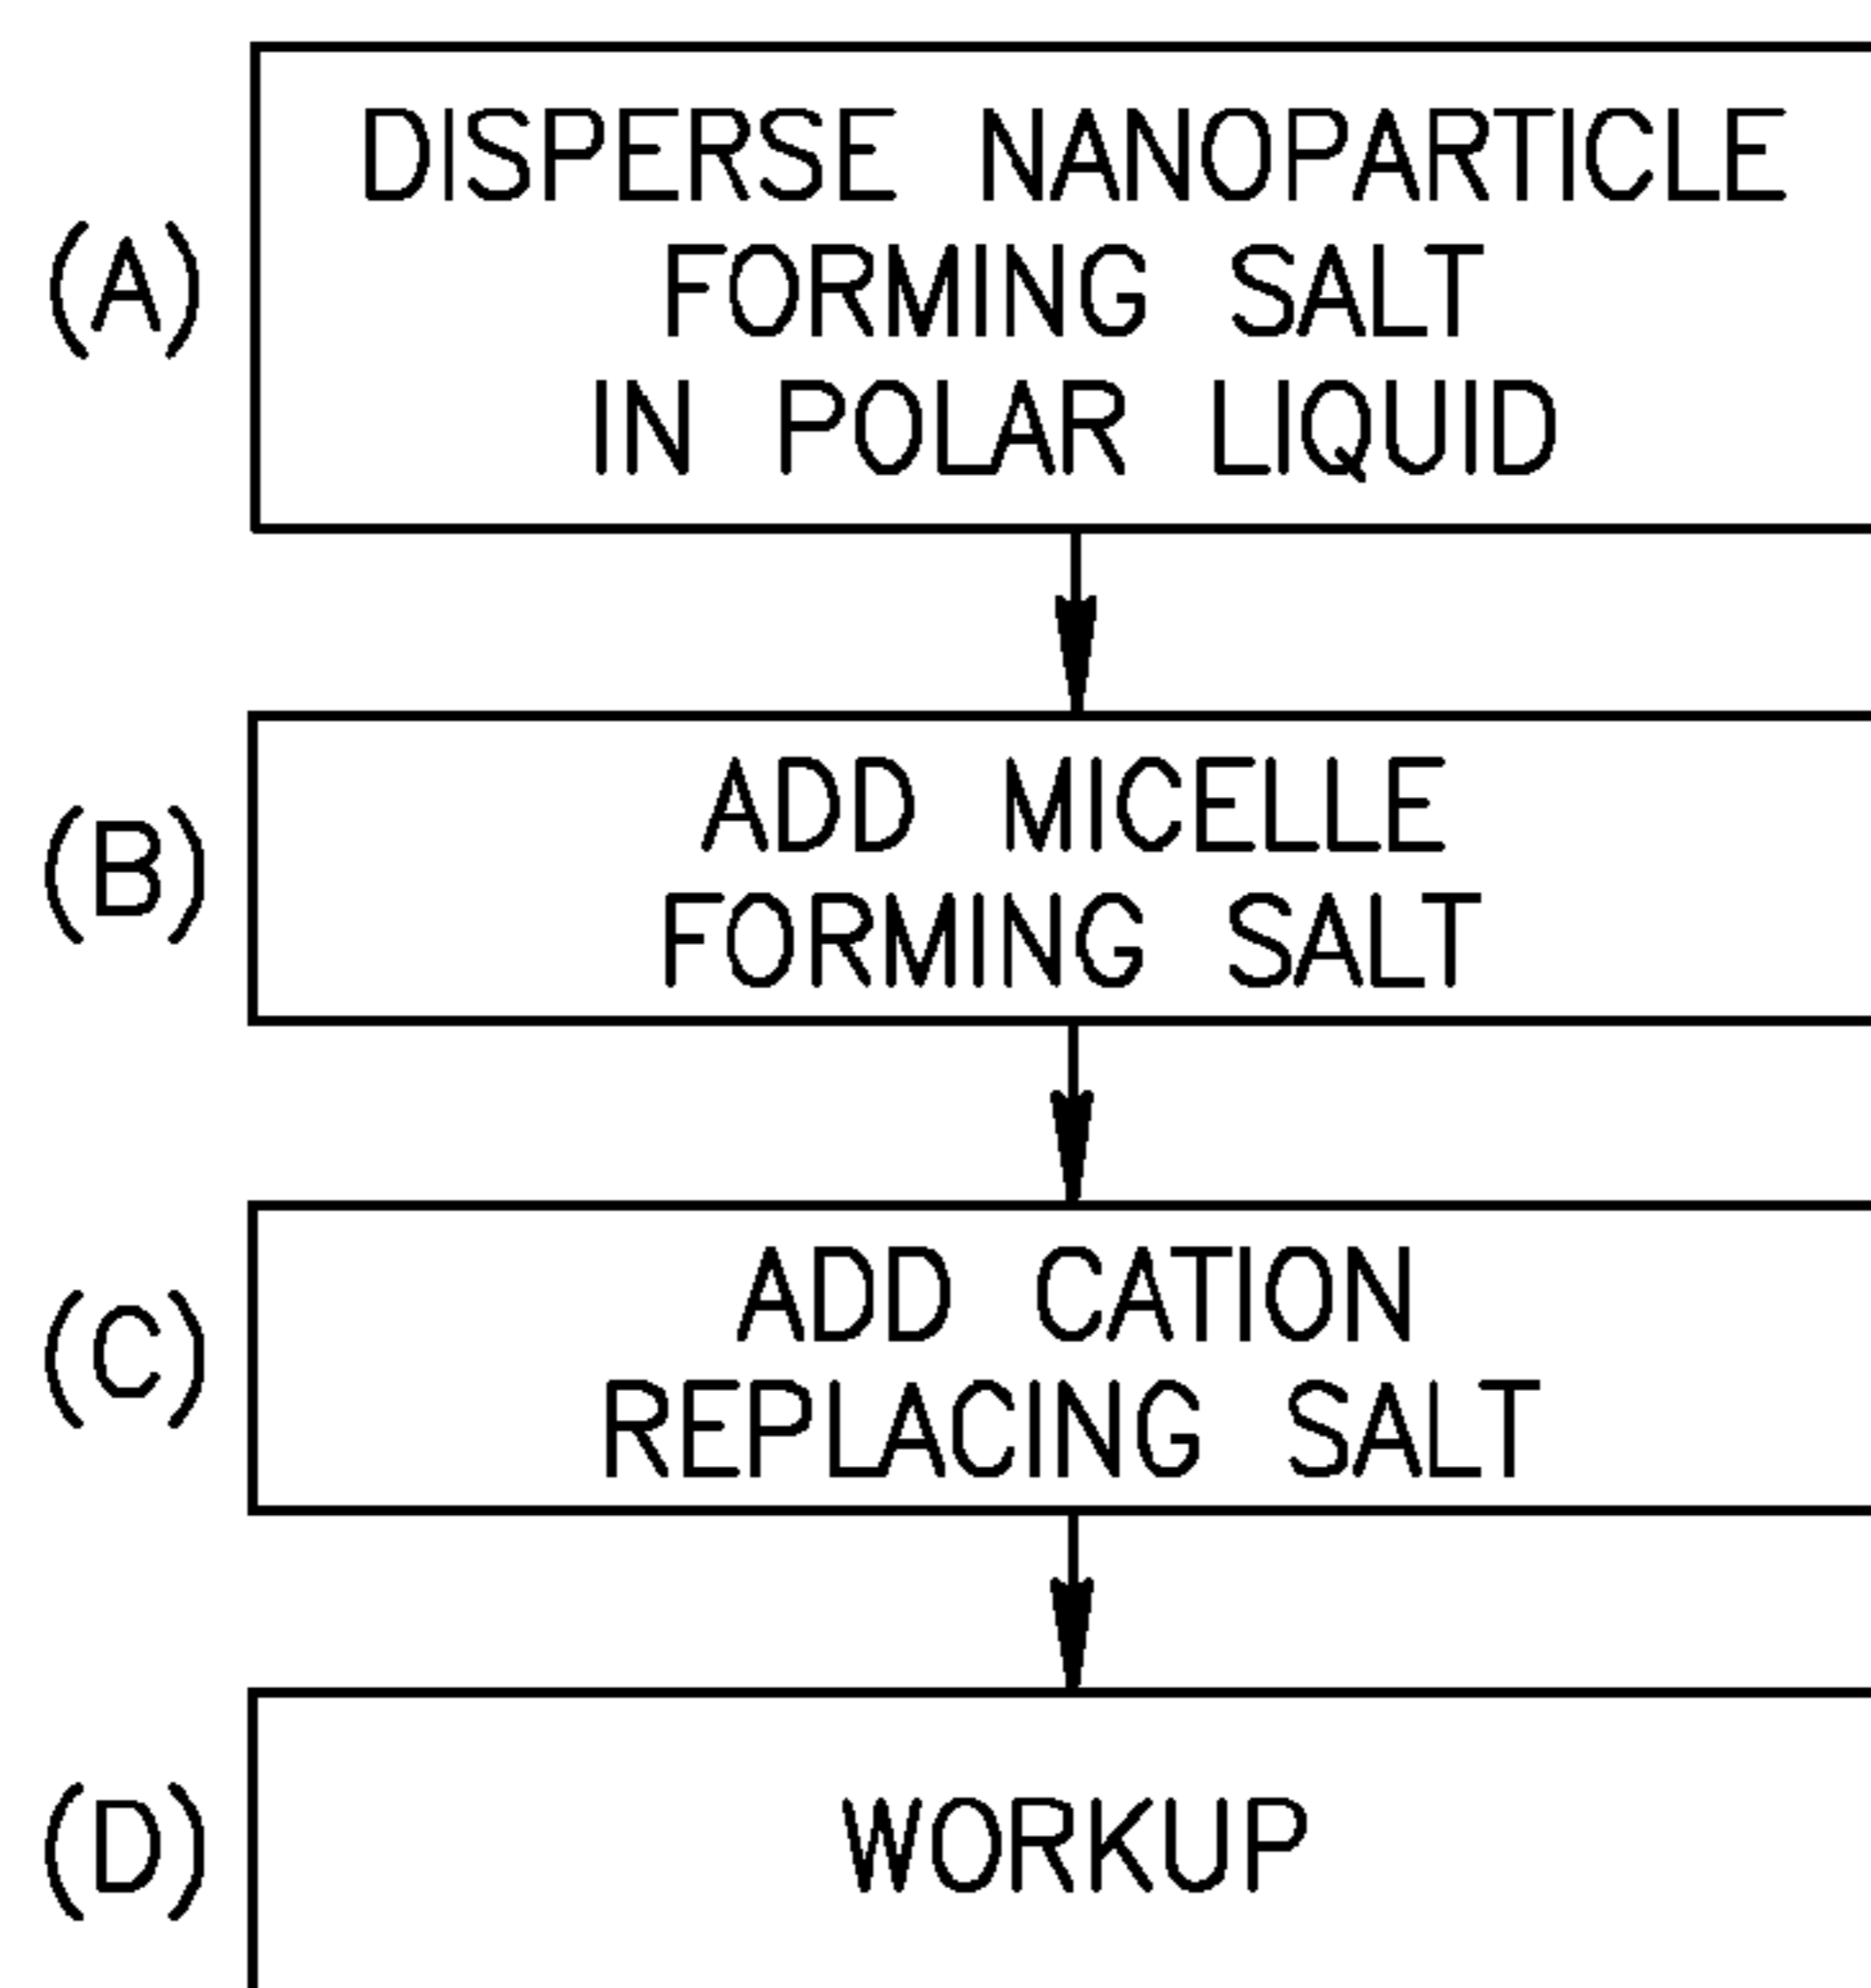 (A)
DISPERSE NANOPARTICLE
FORMING SALT
IN POLAR LIQUID
(B)
ADD MICELLE
FORMING SALT
(C)
ADD CATION
REPLACING SALT
(D)
WORKUP